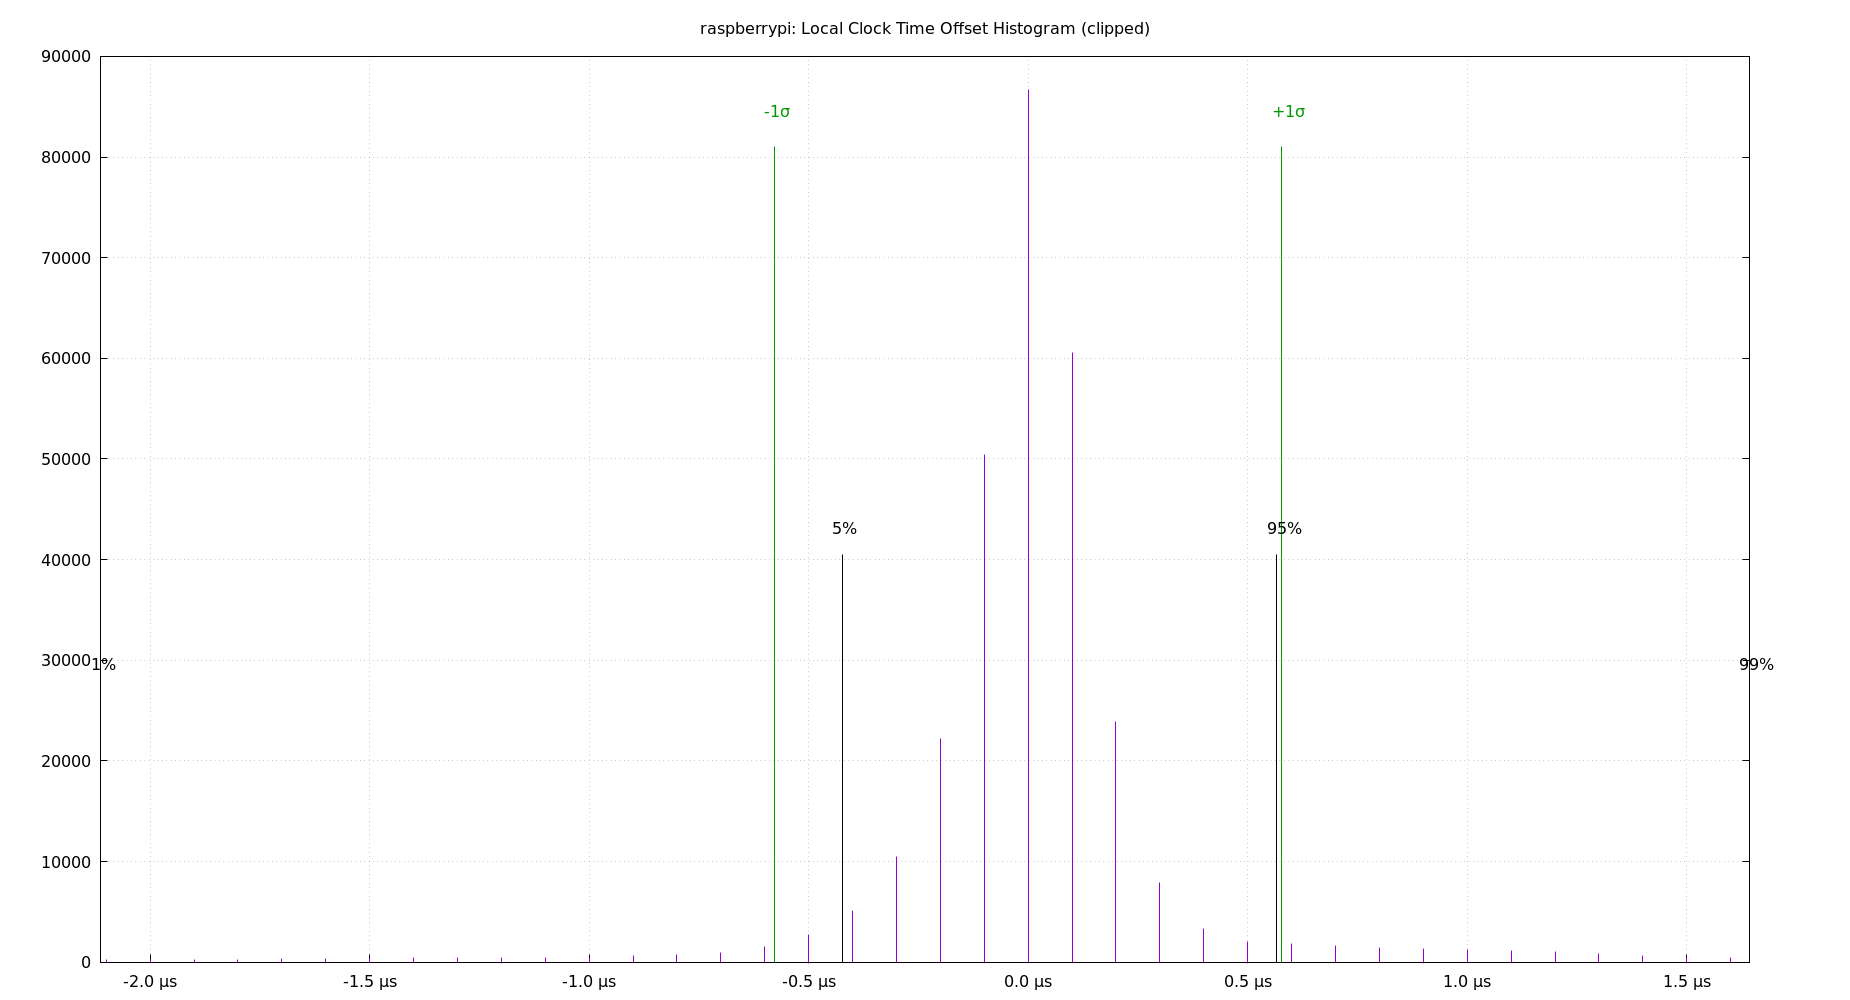 raspberrypi: Local Clock Time Offset Histogram (clipped)
90000
-1σ +1σ
80000
70000
60000
50000
5% 95%
40000
30000 1% 99%
20000
10000
0
-2.0 µs -1.5 µs -1.0 µs -0.5 µs 0.0 µs 0.5 µs 1.0 µs 1.5 µs